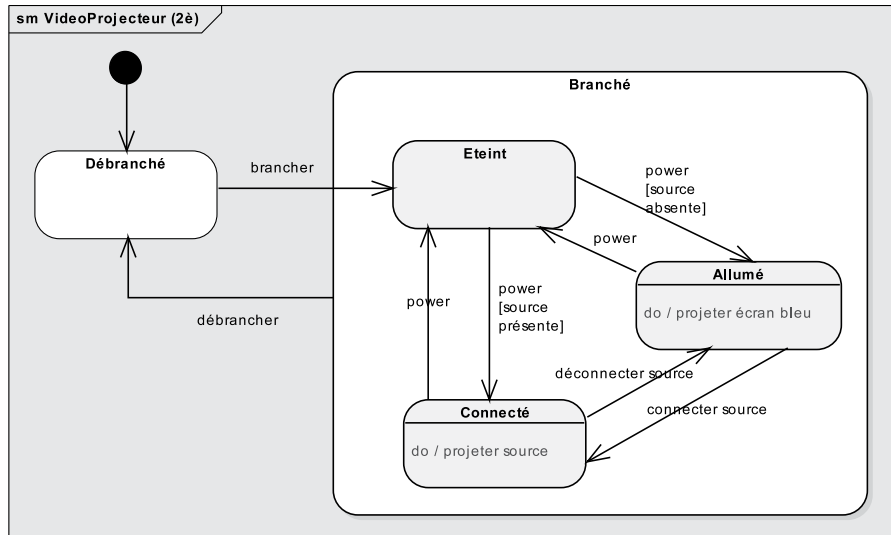 sm VideoProjecteur (2è)
Branché
Débranché
brancher
Eteint
power
[source
absente]
power
Allumé
do / projeter écran bleu
power
power
[source
présente]
débrancher
déconnecter source
connecter source
Connecté
do / projeter source